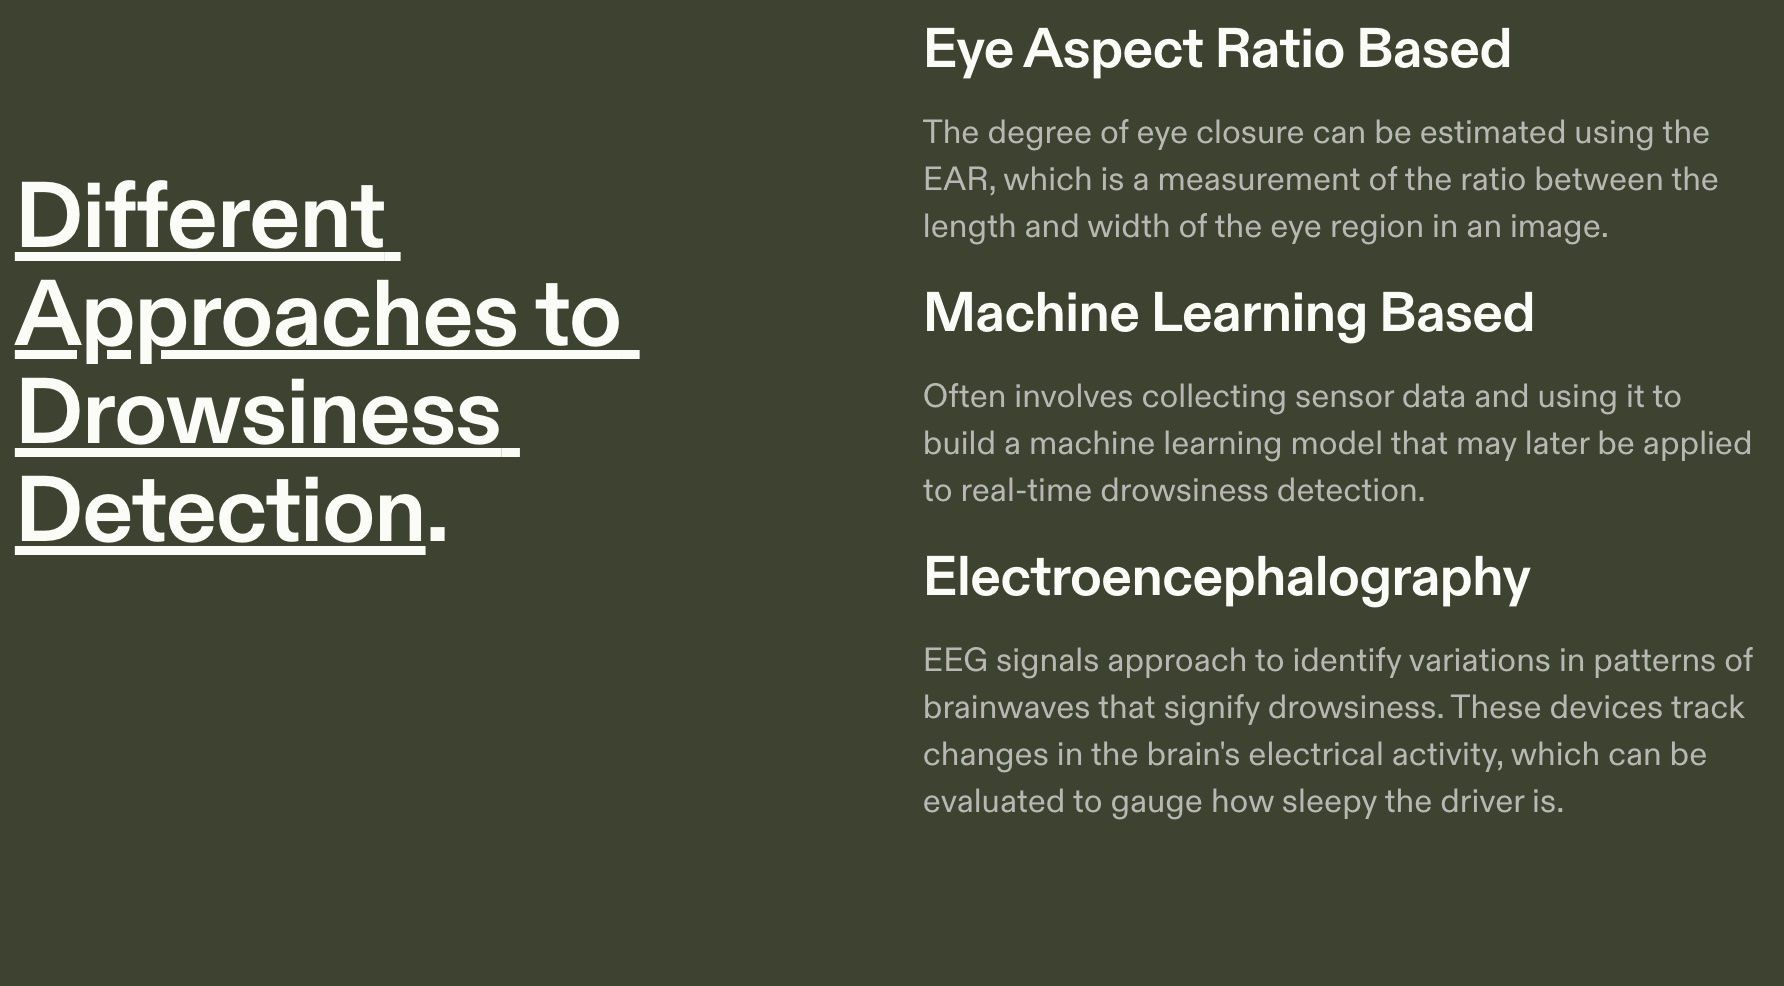 Different
Approaches to
Drowsiness
Detection.
Eye Aspect Ratio Based
The degree of eye closure can be estimated using the
EAR, which is a measurement of the ratio between the
length and width of the eye region in an image.
Machine Learning Based
Often involves collecting sensor data and using it to
build a machine learning model that may later be applied
to real-time drowsiness detection.
Electroencephalography
EEG signals approach to identify variations in patterns of
brainwaves that signify drowsiness. These devices track
changes in the brain's electrical activity, which can be
evaluated to gauge how sleepy the driver is.